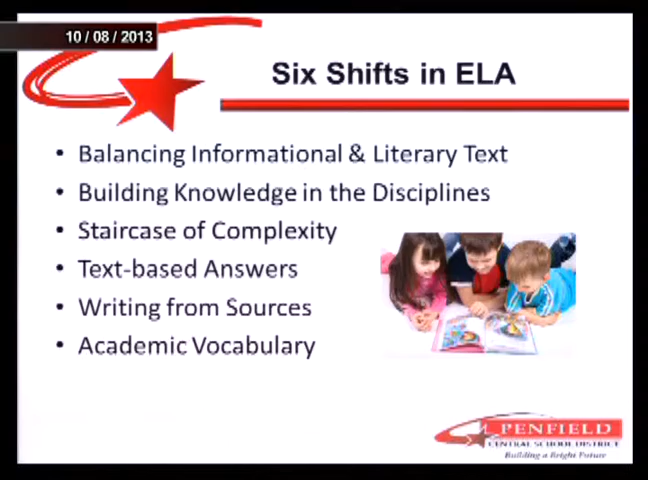 10 / 08 / 2013
Six Shifts in ELA
• Balancing Informational & Literary Text
• Building Knowledge in the Disciplines
• Staircase of Complexity
• Text-based Answers
• Writing from Sources
• Academic Vocabulary
PENFIELD
CENTRAL SCHOOL DISTRICT
Building a Bright Future